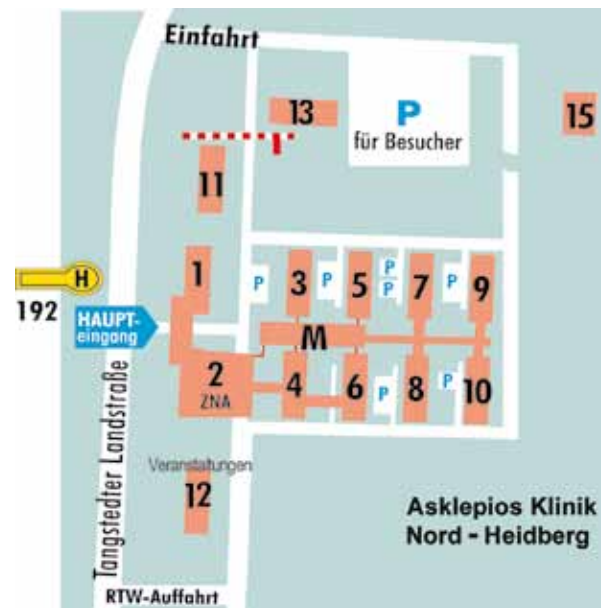 Einfahrt
13
P
für Besucher
15
11
1
3
5
7
9
P
P
P
P
P
H
192
HAUPT-
eingang
M
2
ZNA
4
6
8
10
P
P
Veranstaltungen
12
Tangstedter Landstraße
Asklepios Klinik
Nord - Heidberg
RTW-Auffahrt